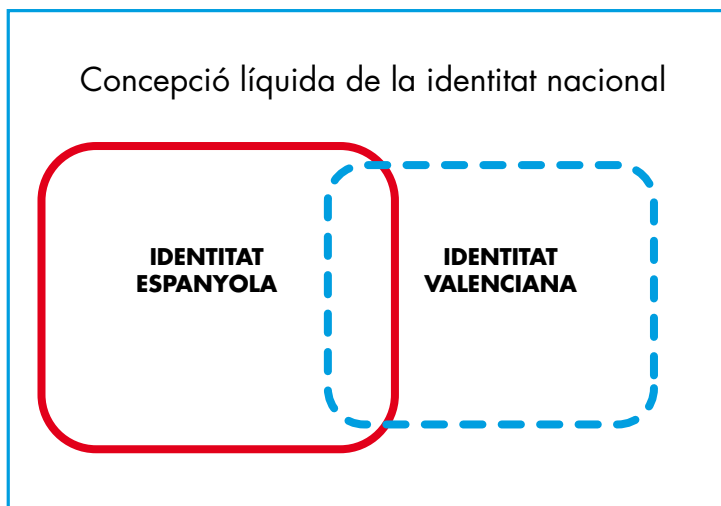 Concepció líquida de la identitat nacional
IDENTITAT
ESPANYOLA
IDENTITAT
VALENCIANA